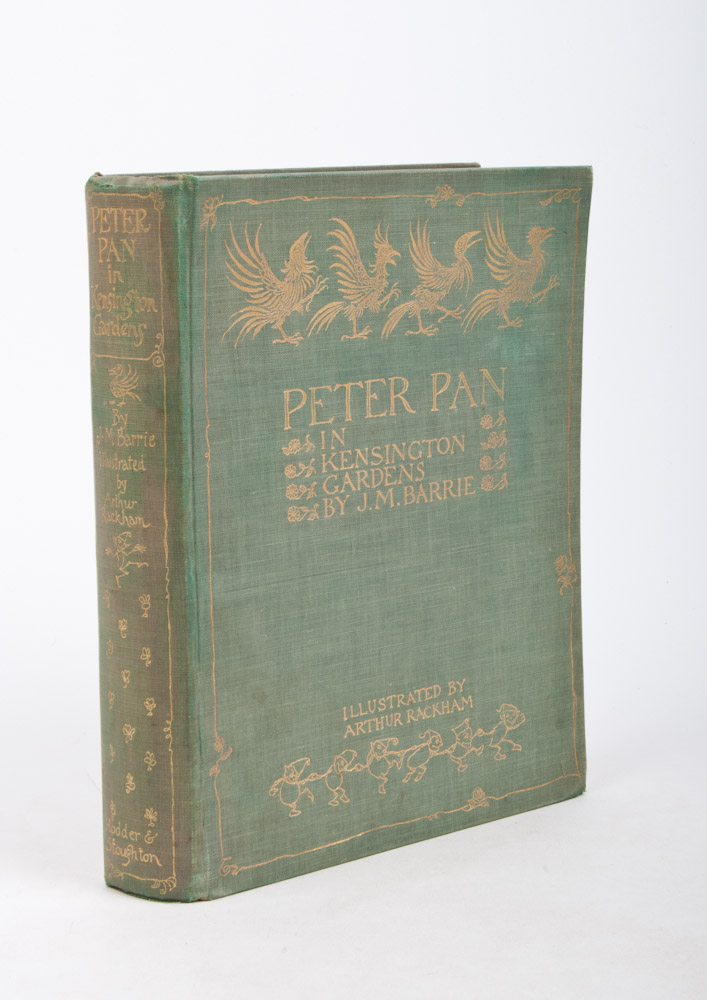 PETER
PAN
in
Kensington
Gardens
By
J.M. Barrie
illustrated
by
Arthur
Rackham
Hodder &
Stoughton
PETER PAN
IN
KENSINGTON
GARDENS
BY J.M. BARRIE
ILLUSTRATED BY
ARTHUR RACKHAM